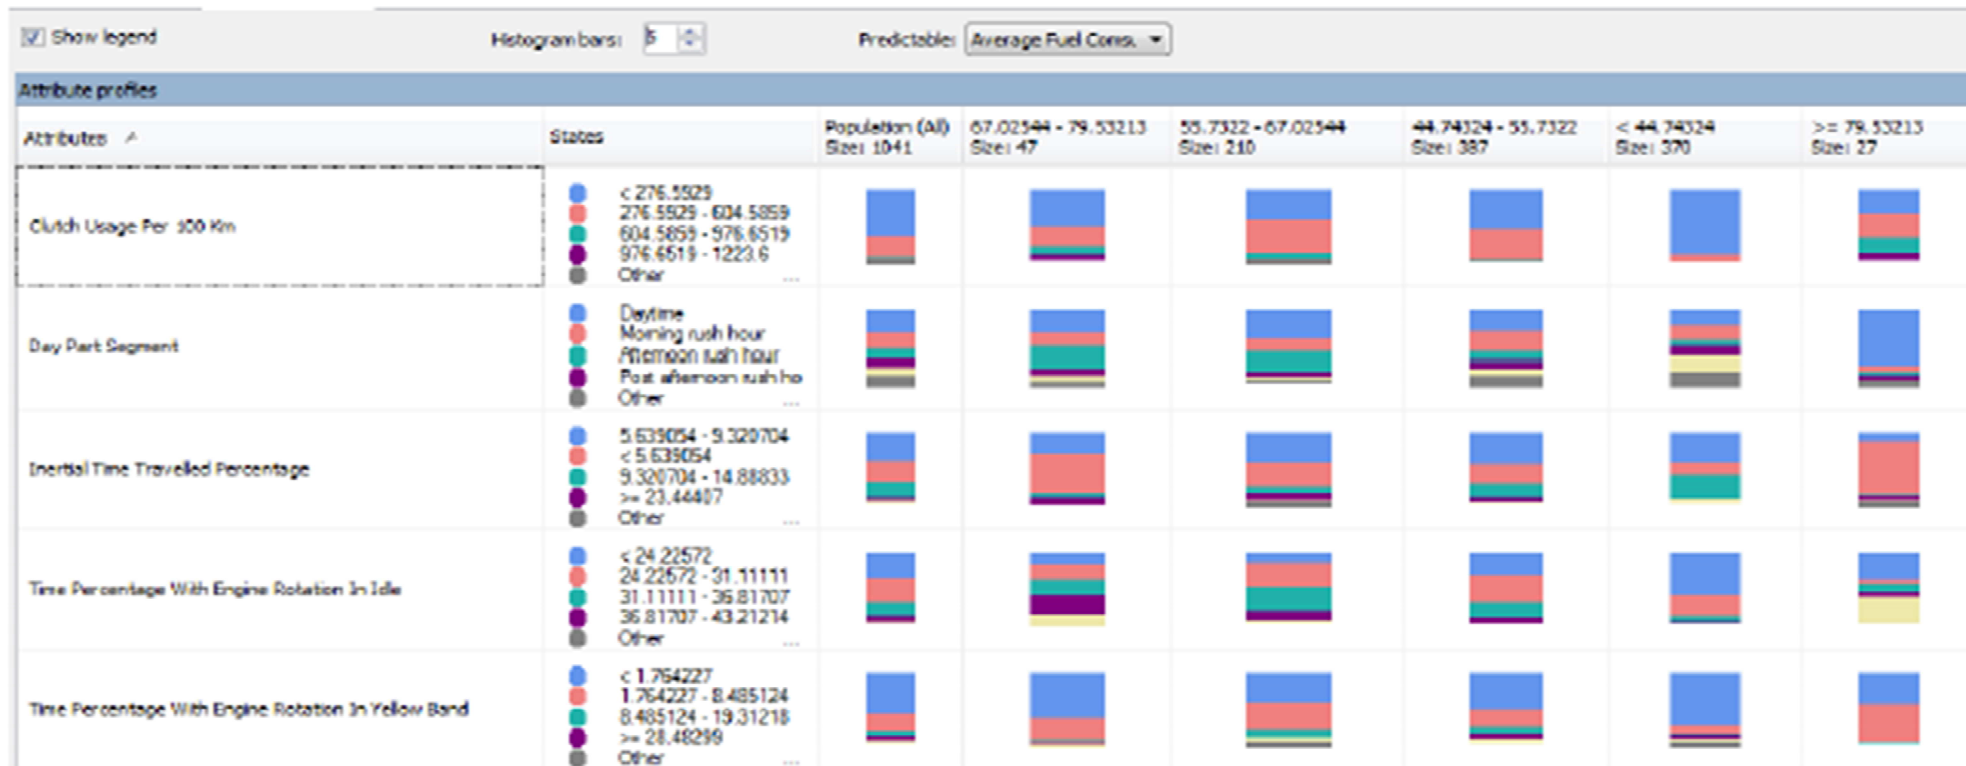 Show legend
Histogram bars: 5
Predictable: Average Fuel Consu
Attribute profiles
Attributes States Population (All) 67.02544 - 79.53213 55.7322 - 67.02544 44.74324 - 55.7322 < 44.74324 >= 79.53213
Size: 1041 Size: 47 Size: 210 Size: 387 Size: 370 Size: 27
Clutch Usage Per 100 Km
< 276.5929
276.5929 - 604.5859
604.5859 - 976.6519
976.6519 - 1223.6
Other ...
Day Part Segment
Daytime
Morning rush hour
Afternoon rush hour
Post afternoon rush ho
Other ...
Inertial Time Travelled Percentage
5.639054 - 9.320704
< 5.639054
9.320704 - 14.88833
>= 23.44407
Other ...
Time Percentage With Engine Rotation In Idle
< 24.22572
24.22572 - 31.11111
31.11111 - 36.81707
36.81707 - 43.21214
Other ...
Time Percentage With Engine Rotation In Yellow Band
< 1.764227
1.764227 - 8.485124
8.485124 - 19.31218
>= 28.48299
Other ...